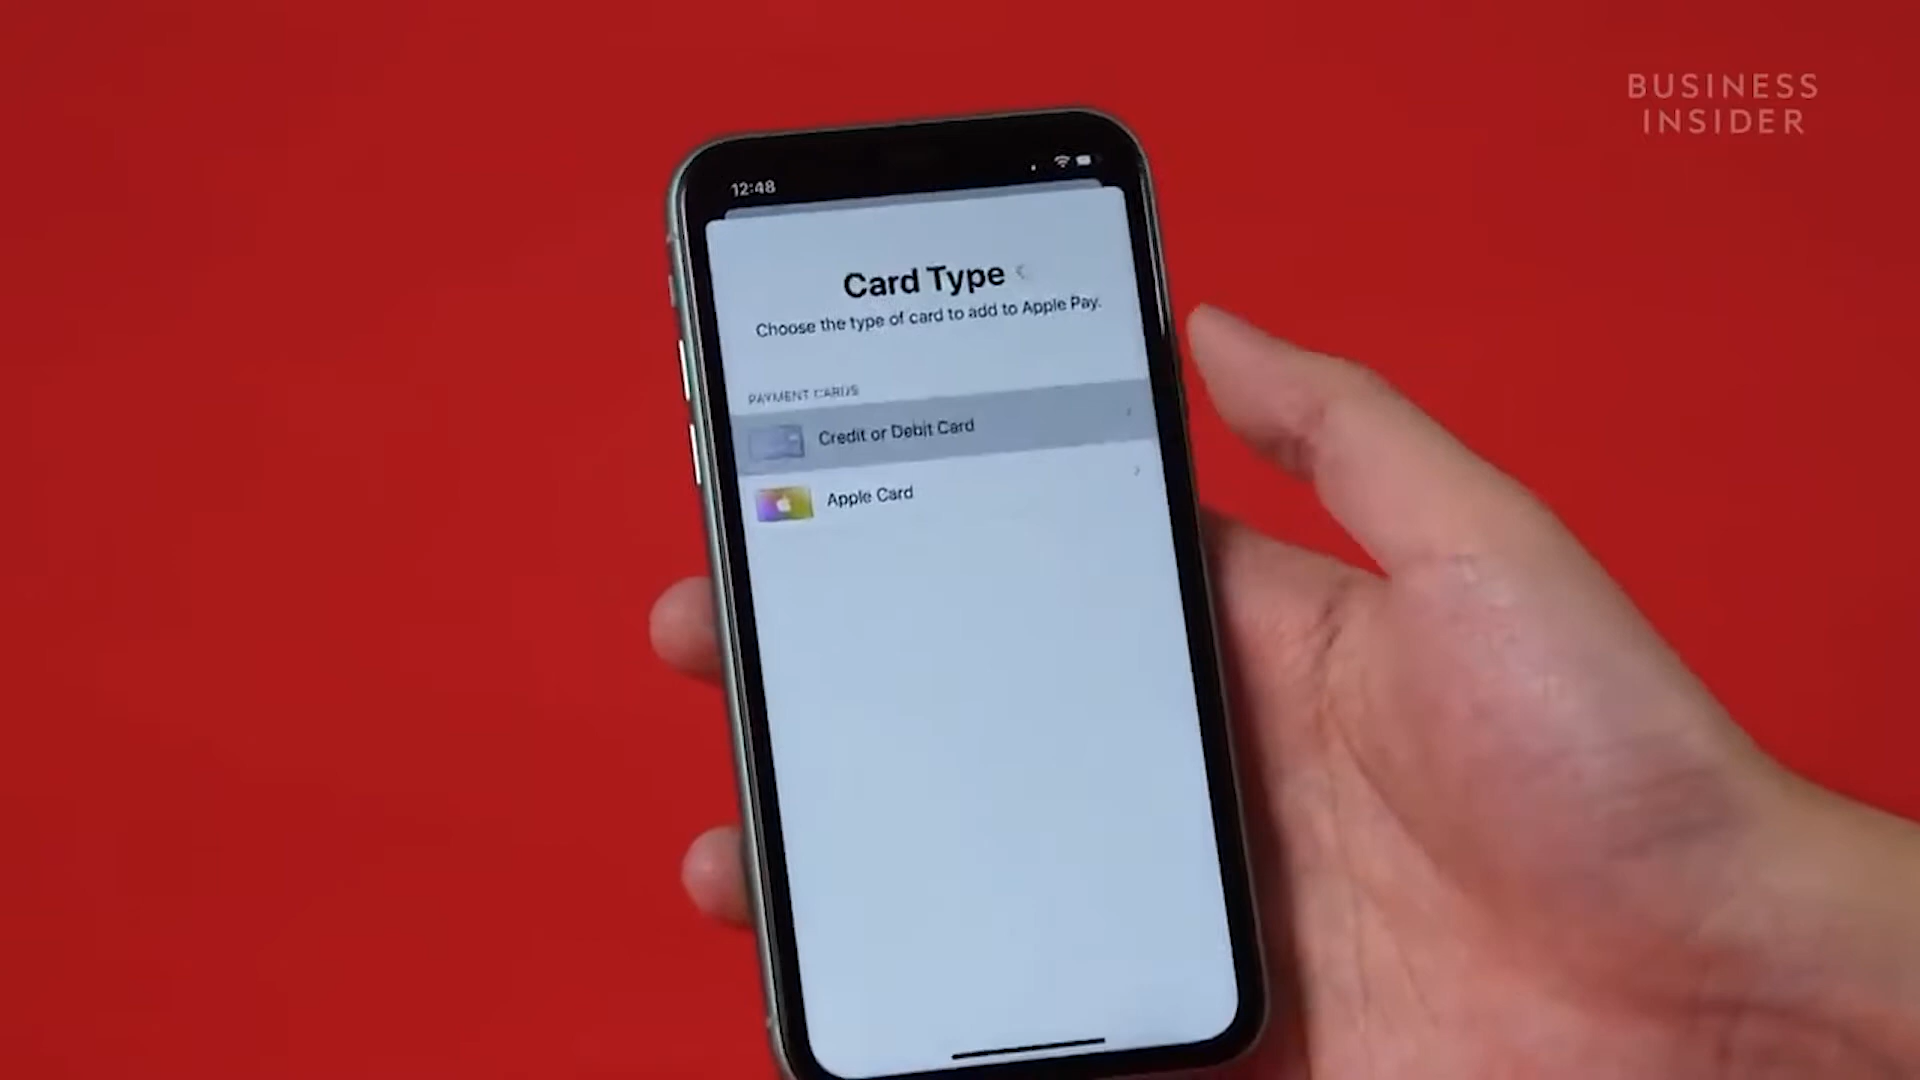 BUSINESS
INSIDER
12:48
Card Type
Choose the type of card to add to Apple Pay.
PAYMENT CARDS
Credit or Debit Card
Apple Card